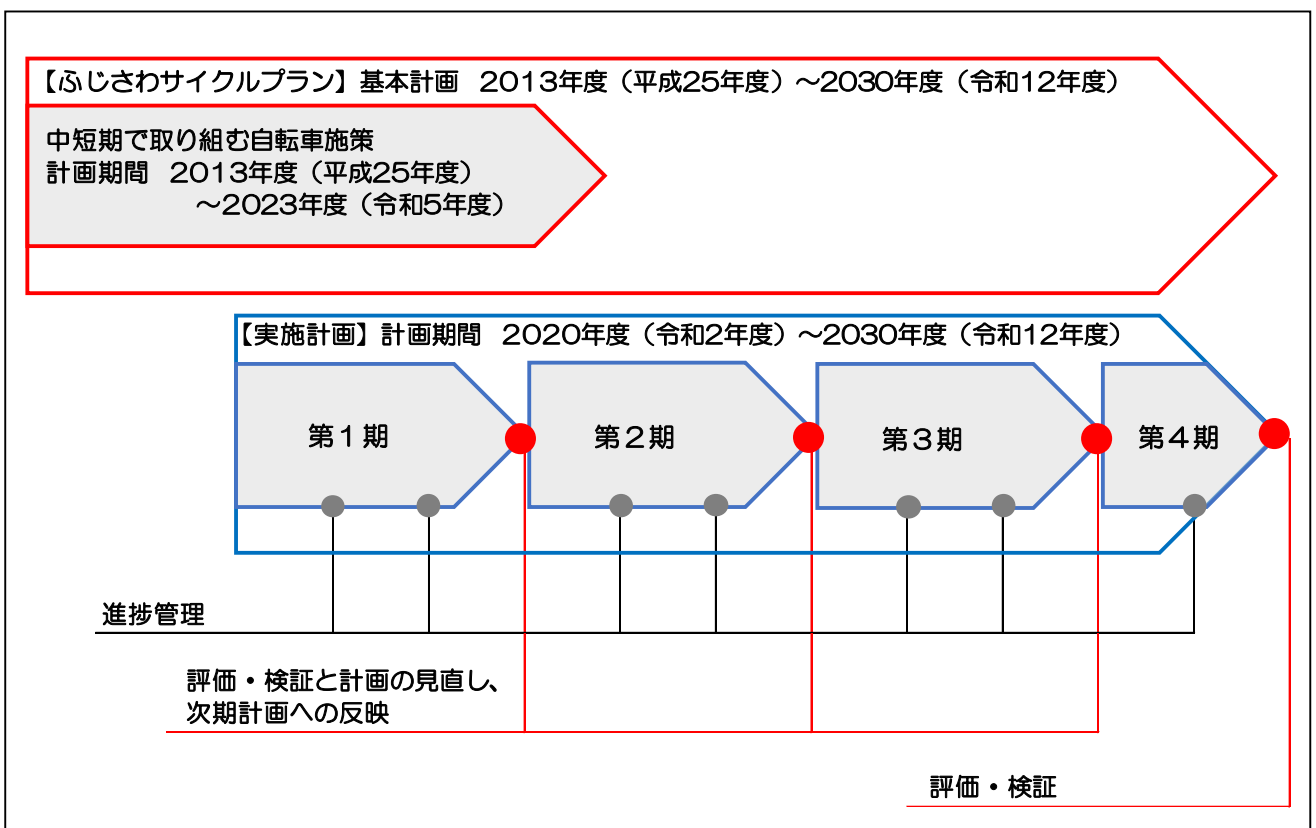 【ふじさわサイクルプラン】基本計画　2013年度（平成25年度）～2030年度（令和12年度）
中短期で取り組む自転車施策
計画期間　2013年度（平成25年度）
～2023年度（令和5年度）
【実施計画】計画期間　2020年度（令和2年度）～2030年度（令和12年度）
第１期
第２期
第３期
第４期
進捗管理
評価・検証と計画の見直し、
次期計画への反映
評価・検証